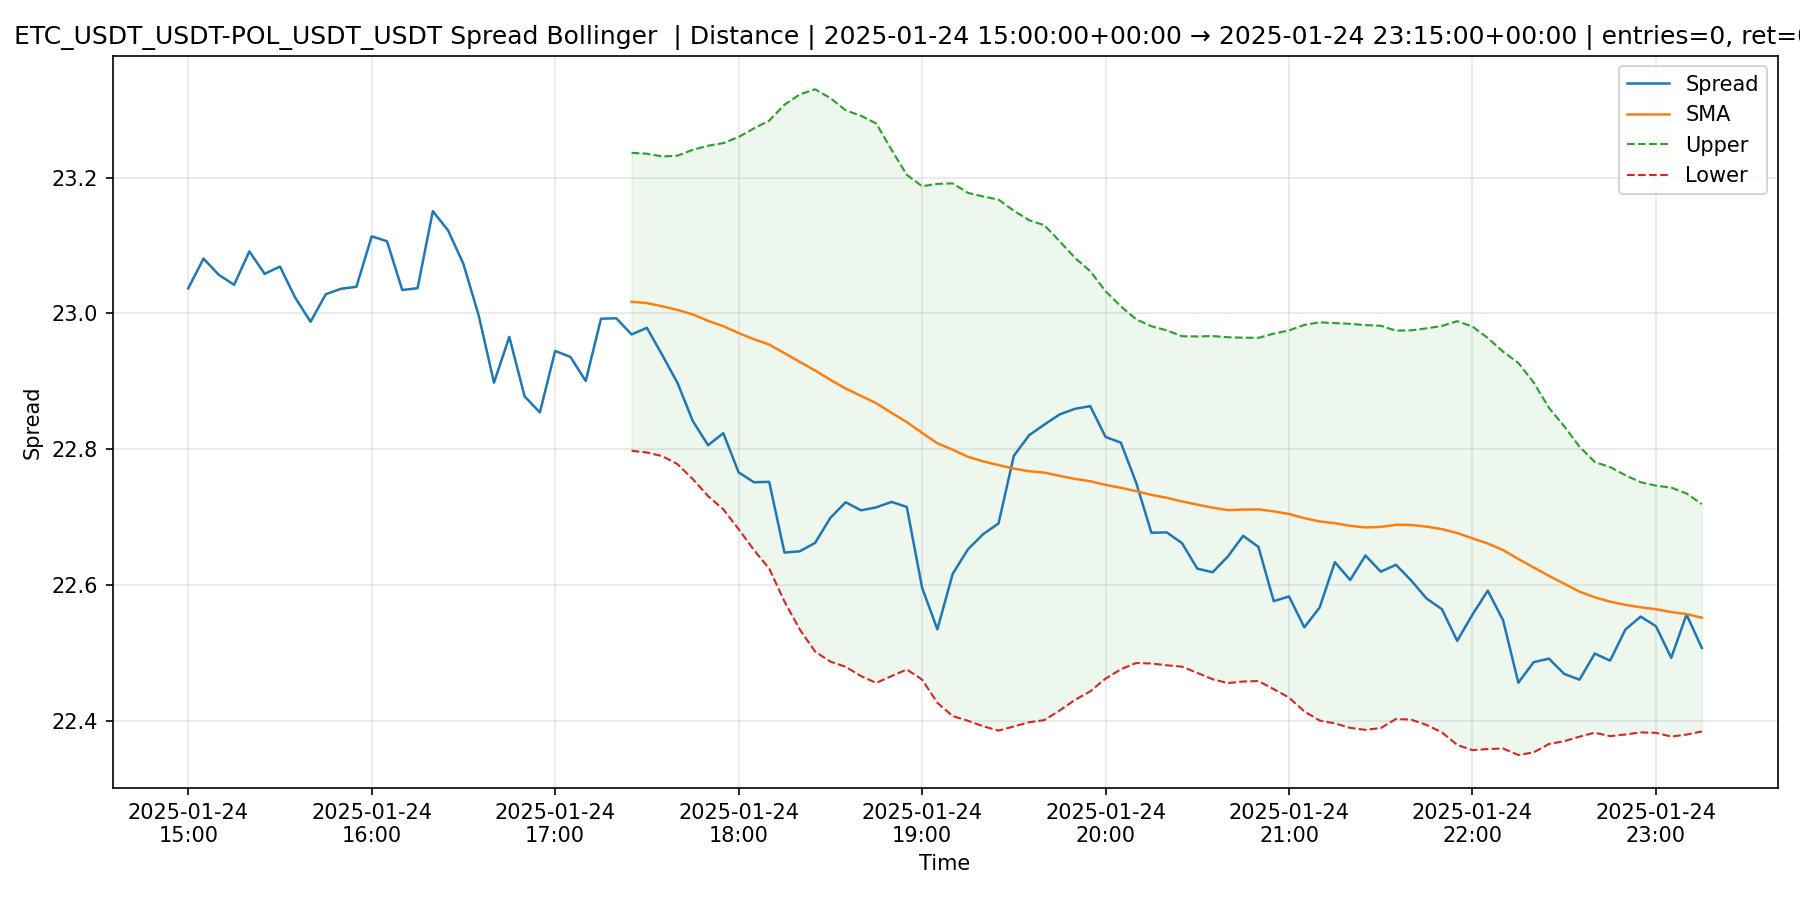 ETC_USDT_USDT-POL_USDT_USDT Spread Bollinger | Distance | 2025-01-24 15:00:00+00:00 → 2025-01-24 23:15:00+00:00 | entries=0, ret=
Spread
SMA
Upper
Lower
23.2
23.0
22.8
22.6
22.4
Spread
2025-01-24 2025-01-24 2025-01-24 2025-01-24 2025-01-24 2025-01-24 2025-01-24 2025-01-24 2025-01-24
15:00 16:00 17:00 18:00 19:00 20:00 21:00 22:00 23:00
Time